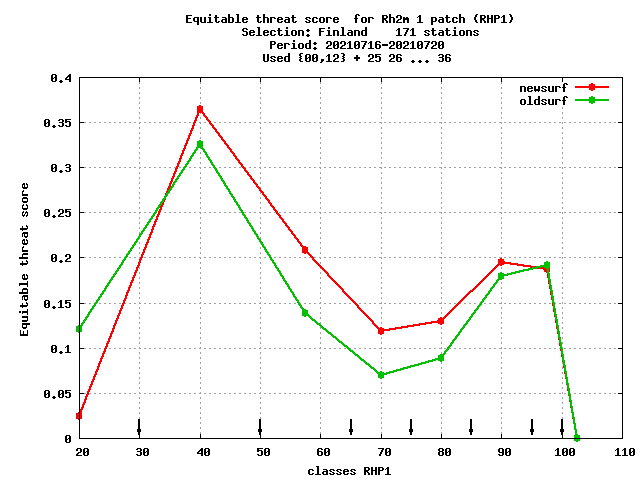 Equitable threat score  for Rh2m 1 patch (RHP1)
Selection: Finland    171 stations
Period: 20210716-20210720
Used {00,12} + 25 26 ... 36
newsurf
oldsurf
0.4
0.35
0.3
0.25
0.2
0.15
0.1
0.05
0
Equitable threat score
20 30 40 50 60 70 80 90 100 110
classes RHP1